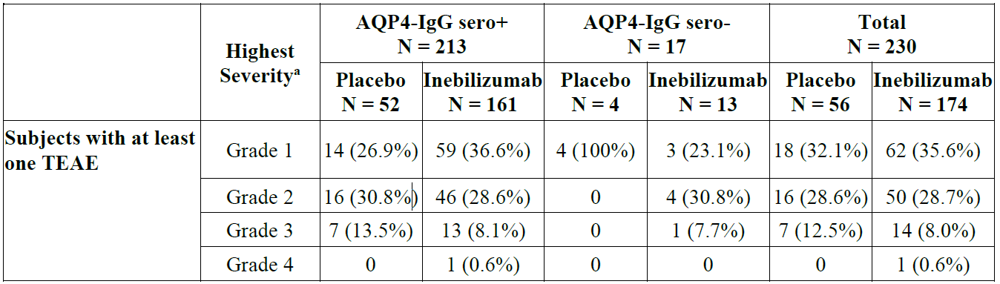 AQP4-IgG sero+
N = 213
AQP4-IgG sero-
N = 17
Total
N = 230
Highest
Severityᵃ
Placebo
N = 52
Inebilizumab
N = 161
Placebo
N = 4
Inebilizumab
N = 13
Placebo
N = 56
Inebilizumab
N = 174
Subjects with at least
one TEAE
Grade 1 14 (26.9%) 59 (36.6%) 4 (100%) 3 (23.1%) 18 (32.1%) 62 (35.6%)
Grade 2 16 (30.8%) 46 (28.6%) 0 4 (30.8%) 16 (28.6%) 50 (28.7%)
Grade 3 7 (13.5%) 13 (8.1%) 0 1 (7.7%) 7 (12.5%) 14 (8.0%)
Grade 4 0 1 (0.6%) 0 0 0 1 (0.6%)